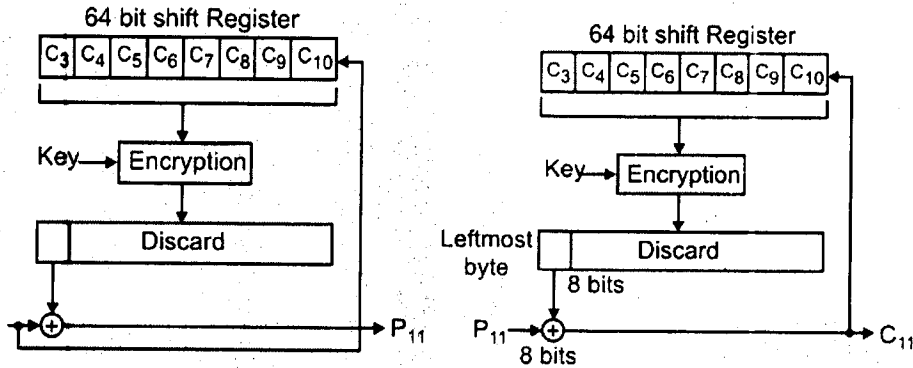 64 bit shift Register
C3 C4 C5 C6 C7 C8 C9 C10
Key
Encryption
Discard
P11
64 bit shift Register
C3 C4 C5 C6 C7 C8 C9 C10
Key
Encryption
Leftmost
byte
Discard
8 bits
P11
8 bits
C11